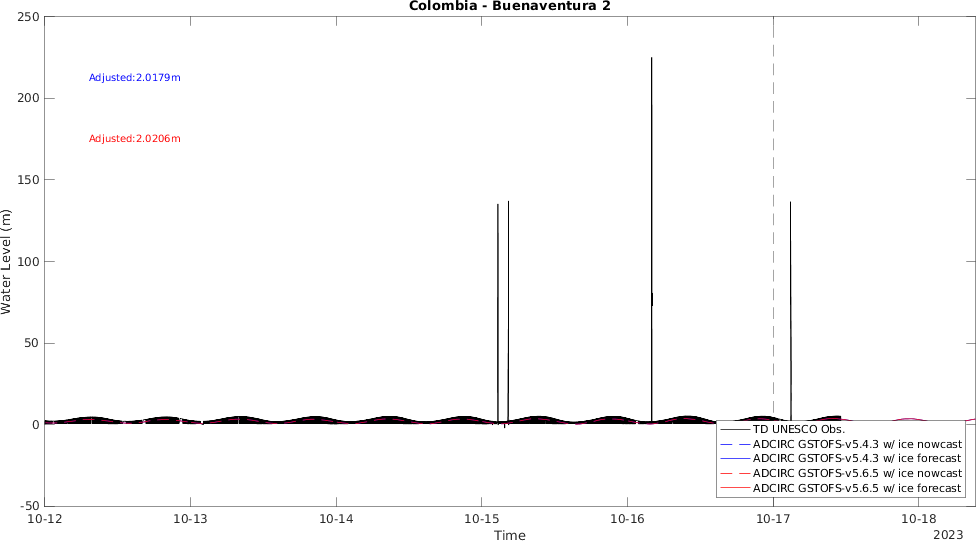 Colombia - Buenaventura 2
250
200
150
100
50
0
-50
Water Level (m)
Adjusted:2.0179m
Adjusted:2.0206m
TD UNESCO Obs.
ADCIRC GSTOFS-v5.4.3 w/ ice nowcast
ADCIRC GSTOFS-v5.4.3 w/ ice forecast
ADCIRC GSTOFS-v5.6.5 w/ ice nowcast
ADCIRC GSTOFS-v5.6.5 w/ ice forecast
10-12 10-13 10-14 10-15 10-16 10-17 10-18
Time
2023